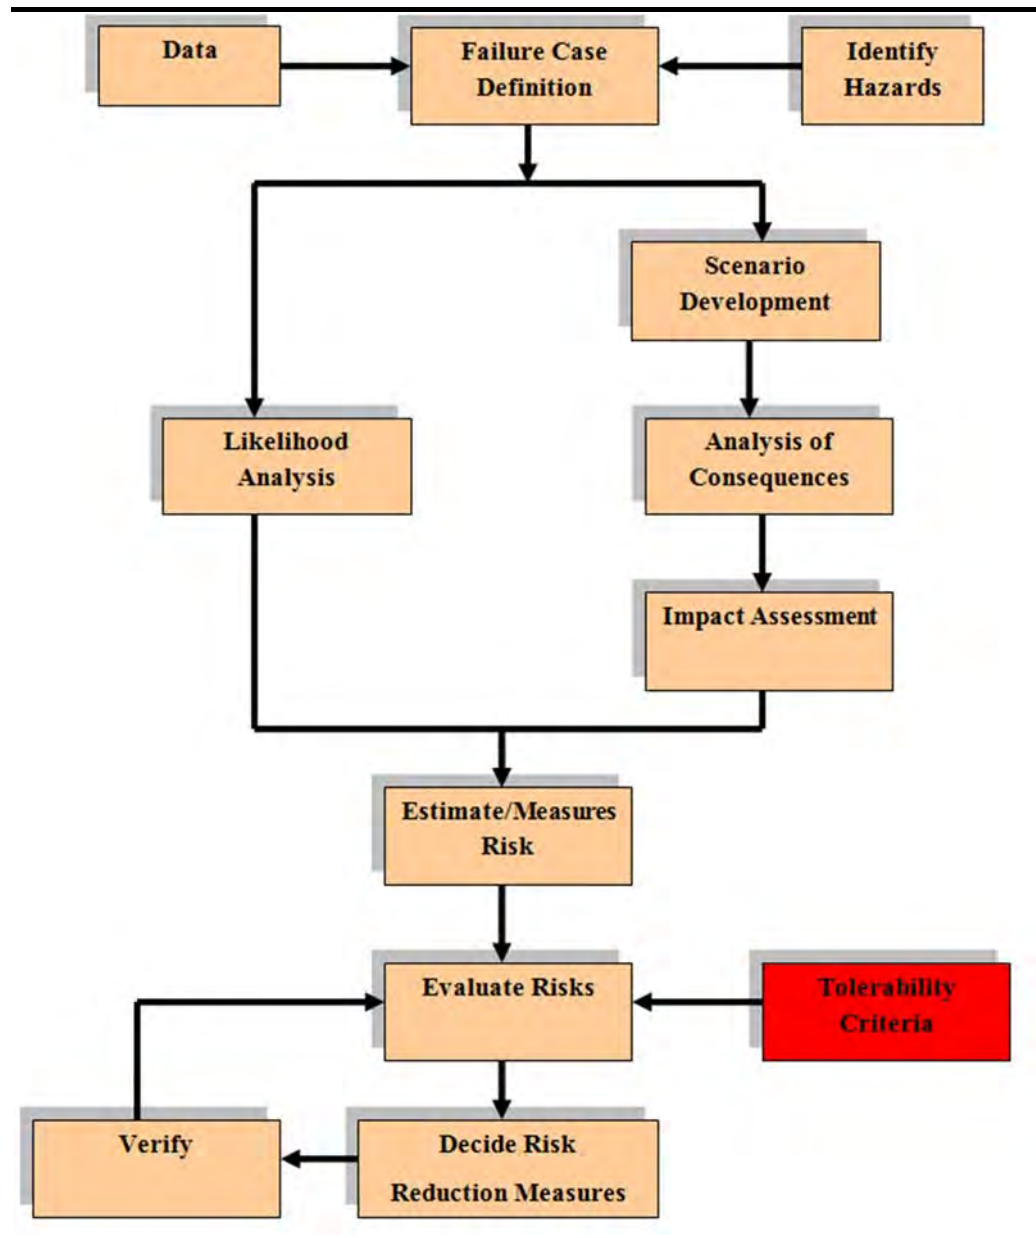 Data
Failure Case
Definition
Identify
Hazards
Scenario
Development
Likelihood
Analysis
Analysis of
Consequences
Impact Assessment
Estimate/Measures
Risk
Evaluate Risks
Tolerability
Criteria
Verify
Decide Risk
Reduction Measures